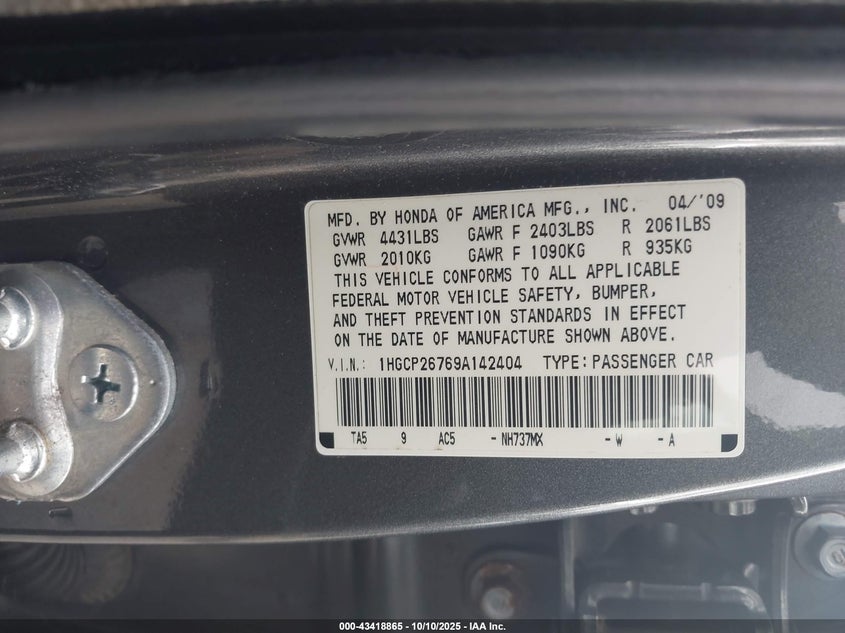 MFD. BY HONDA OF AMERICA MFG., INC. 04/'09
GVWR 4431LBS GAWR F 2403LBS R 2061LBS
GVWR 2010KG GAWR F 1090KG R 935KG
THIS VEHICLE CONFORMS TO ALL APPLICABLE
FEDERAL MOTOR VEHICLE SAFETY, BUMPER,
AND THEFT PREVENTION STANDARDS IN EFFECT
ON THE DATE OF MANUFACTURE SHOWN ABOVE.
V.I.N.: 1HGCP26769A142404 TYPE: PASSENGER CAR
TA5 9 AC5 -NH737MX -W -A
000-43418865 - 10/10/2025 - IAA Inc.